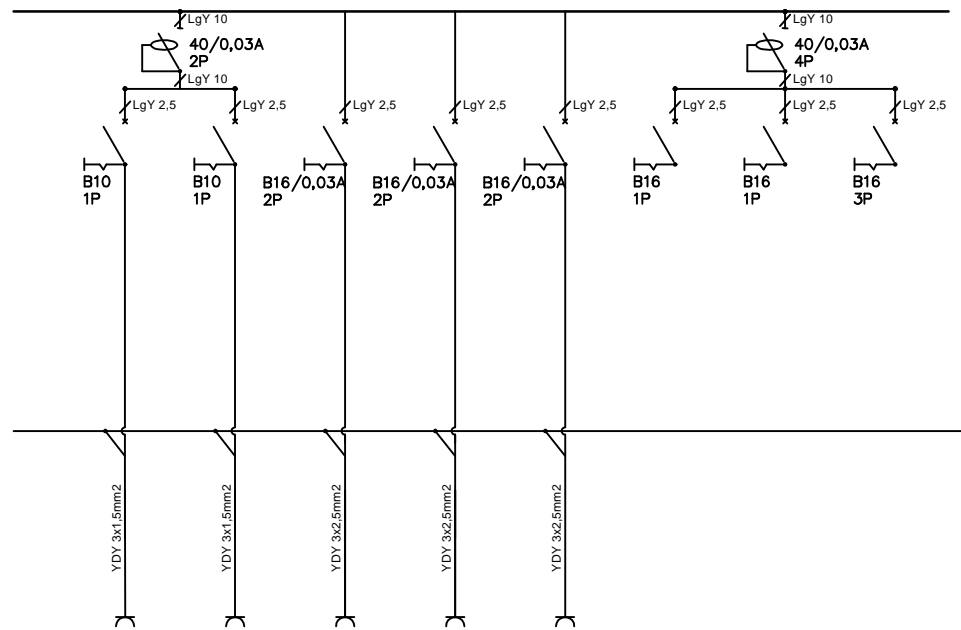 LgY 10
LgY 10
40/0,03A
2P
40/0,03A
4P
LgY 10
LgY 10
LgY 2,5
LgY 2,5
LgY 2,5
LgY 2,5
LgY 2,5
LgY 2,5
LgY 2,5
LgY 2,5
B10
1P
B10
1P
B16/0,03A
2P
B16/0,03A
2P
B16/0,03A
2P
B16
1P
B16
1P
B16
3P
YDY 3x1,5mm2
YDY 3x1,5mm2
YDY 3x2,5mm2
YDY 3x2,5mm2
YDY 3x2,5mm2